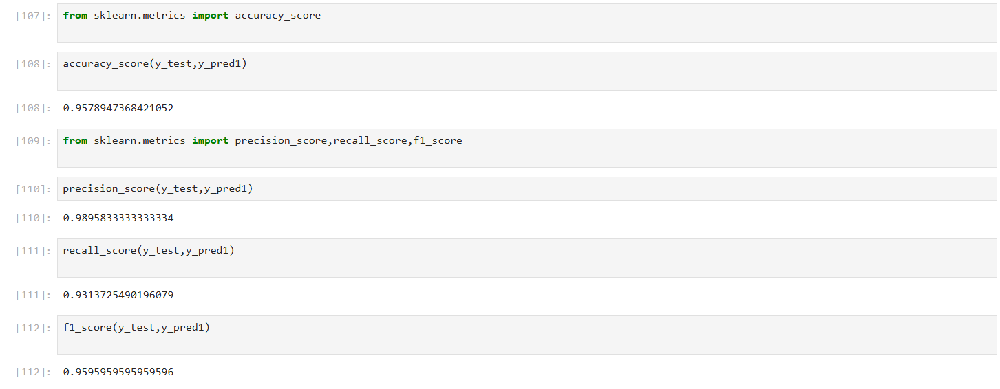 [107]: from sklearn.metrics import accuracy_score
[108]: accuracy_score(y_test,y_pred1)
[108]: 0.9578947368421052
[109]: from sklearn.metrics import precision_score,recall_score,f1_score
[110]: precision_score(y_test,y_pred1)
[110]: 0.9895833333333334
[111]: recall_score(y_test,y_pred1)
[111]: 0.9313725490196079
[112]: f1_score(y_test,y_pred1)
[112]: 0.9595959595959596